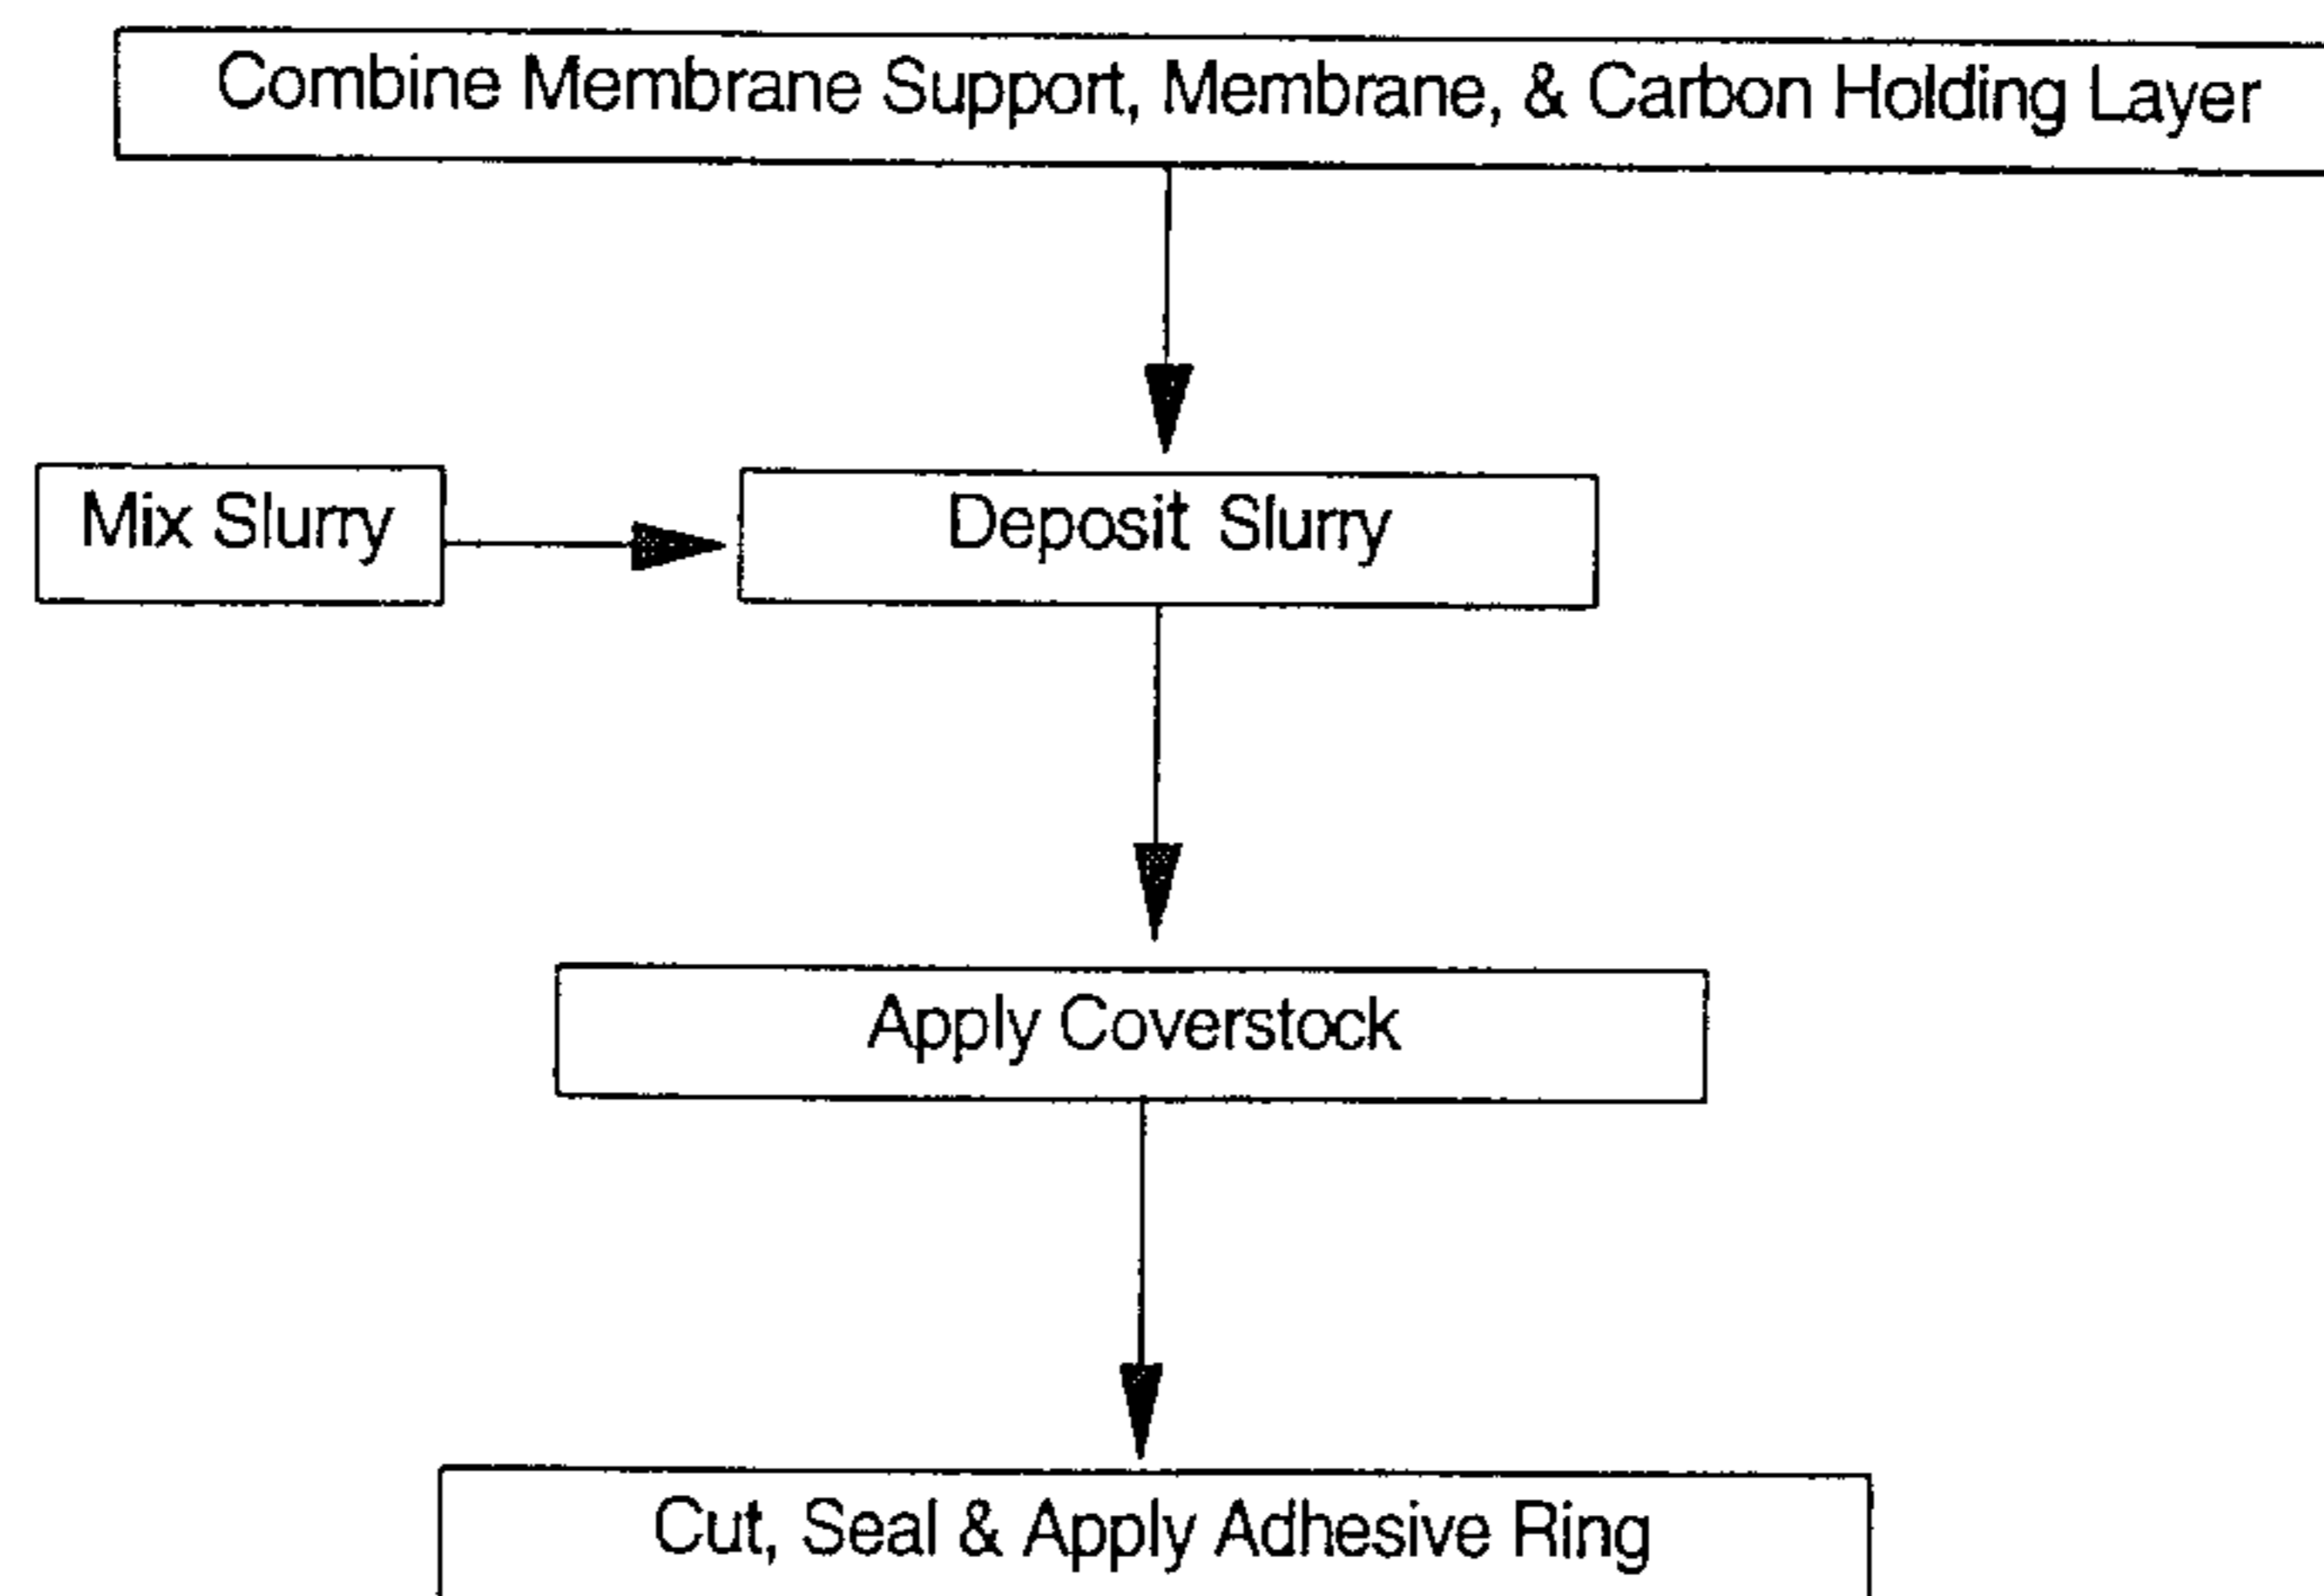 Combine Membrane Support, Membrane, & Carbon Holding Layer
Mix Slurry
Deposit Slurry
Apply Coverstock
Cut, Seal & Apply Adhesive Ring